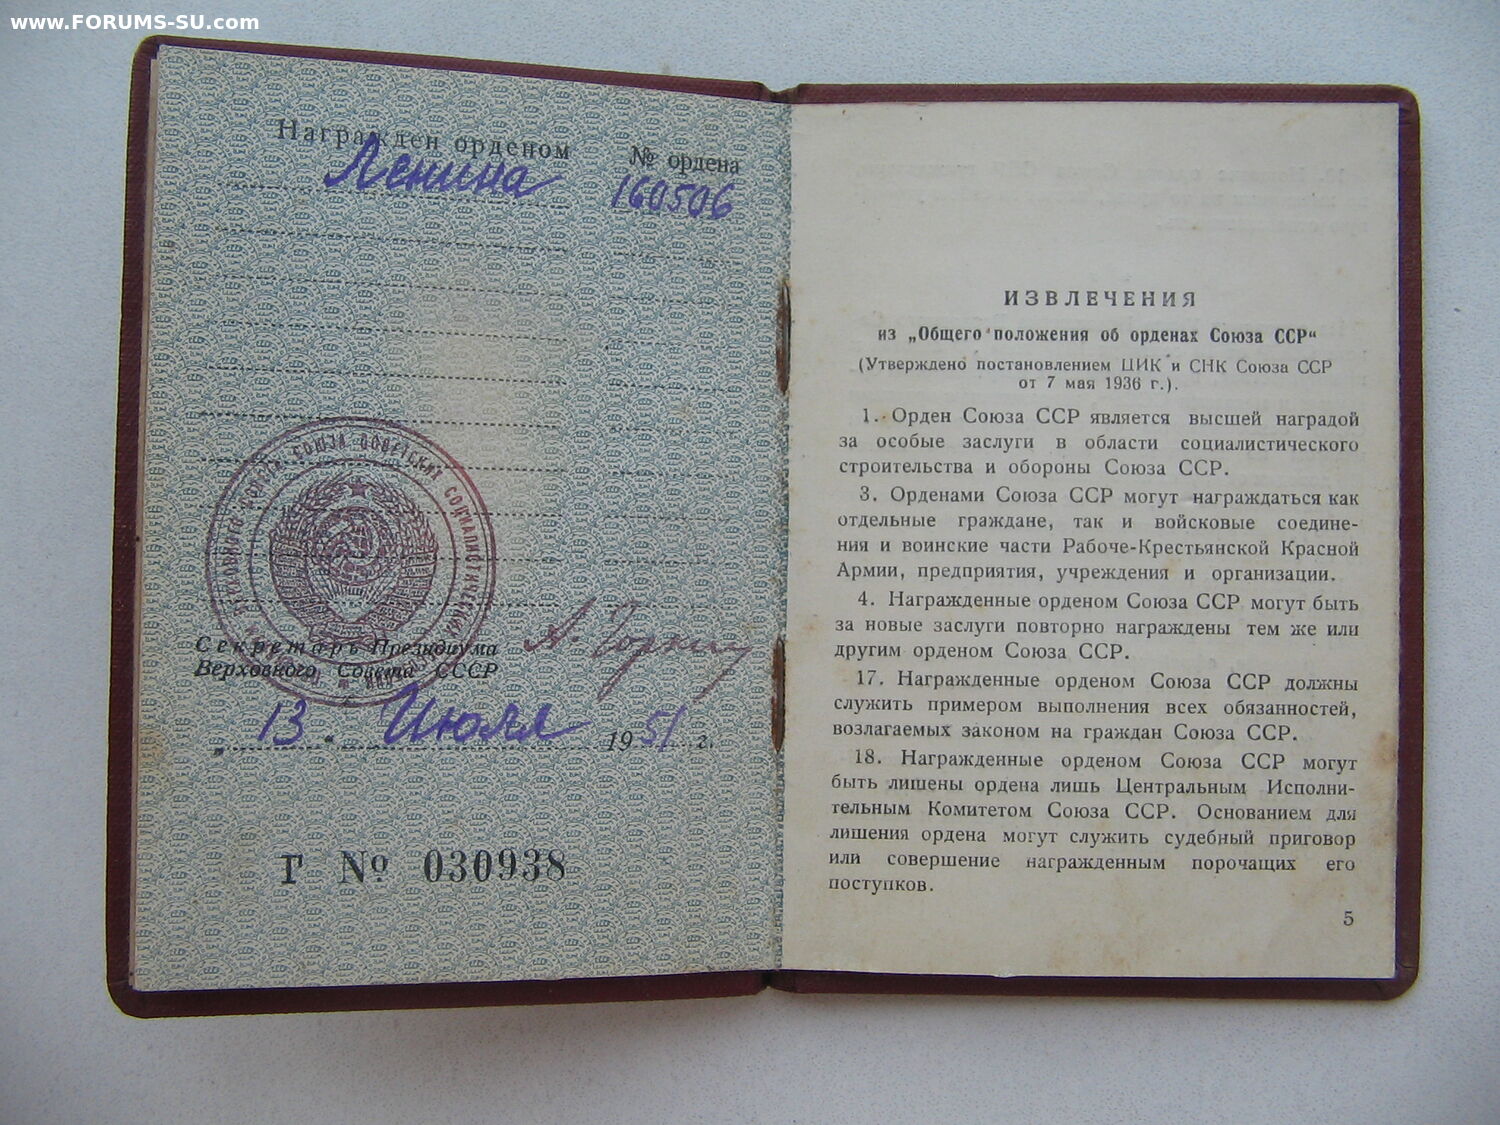 www.FORUMS-SU.com
Награжден орденом
№ ордена
Ленина
160506
СОЮЗА СОВЕТСКИХ СОЦИАЛИСТИЧЕСКИХ
Секретарь Президиума
Верховного Совета СССР
„ 13 “ Июля 1951 г.
Г № 030938
ИЗВЛЕЧЕНИЯ
из „Общего положения об орденах Союза ССР“
(Утверждено постановлением ЦИК и СНК Союза ССР
от 7 мая 1936 г.).
1. Орден Союза ССР является высшей наградой
за особые заслуги в области социалистического
строительства и обороны Союза ССР.
3. Орденами Союза ССР могут награждаться как
отдельные граждане, так и войсковые соедине-
ния и воинские части Рабоче-Крестьянской Красной
Армии, предприятия, учреждения и организации.
4. Награжденные орденом Союза ССР могут быть
за новые заслуги повторно награждены тем же или
другим орденом Союза ССР.
17. Награжденные орденом Союза ССР должны
служить примером выполнения всех обязанностей,
возлагаемых законом на граждан Союза ССР.
18. Награжденные орденом Союза ССР могут
быть лишены ордена лишь Центральным Исполни-
тельным Комитетом Союза ССР. Основанием для
лишения ордена могут служить судебный приговор
или совершение награжденным порочащих его
поступков.
5